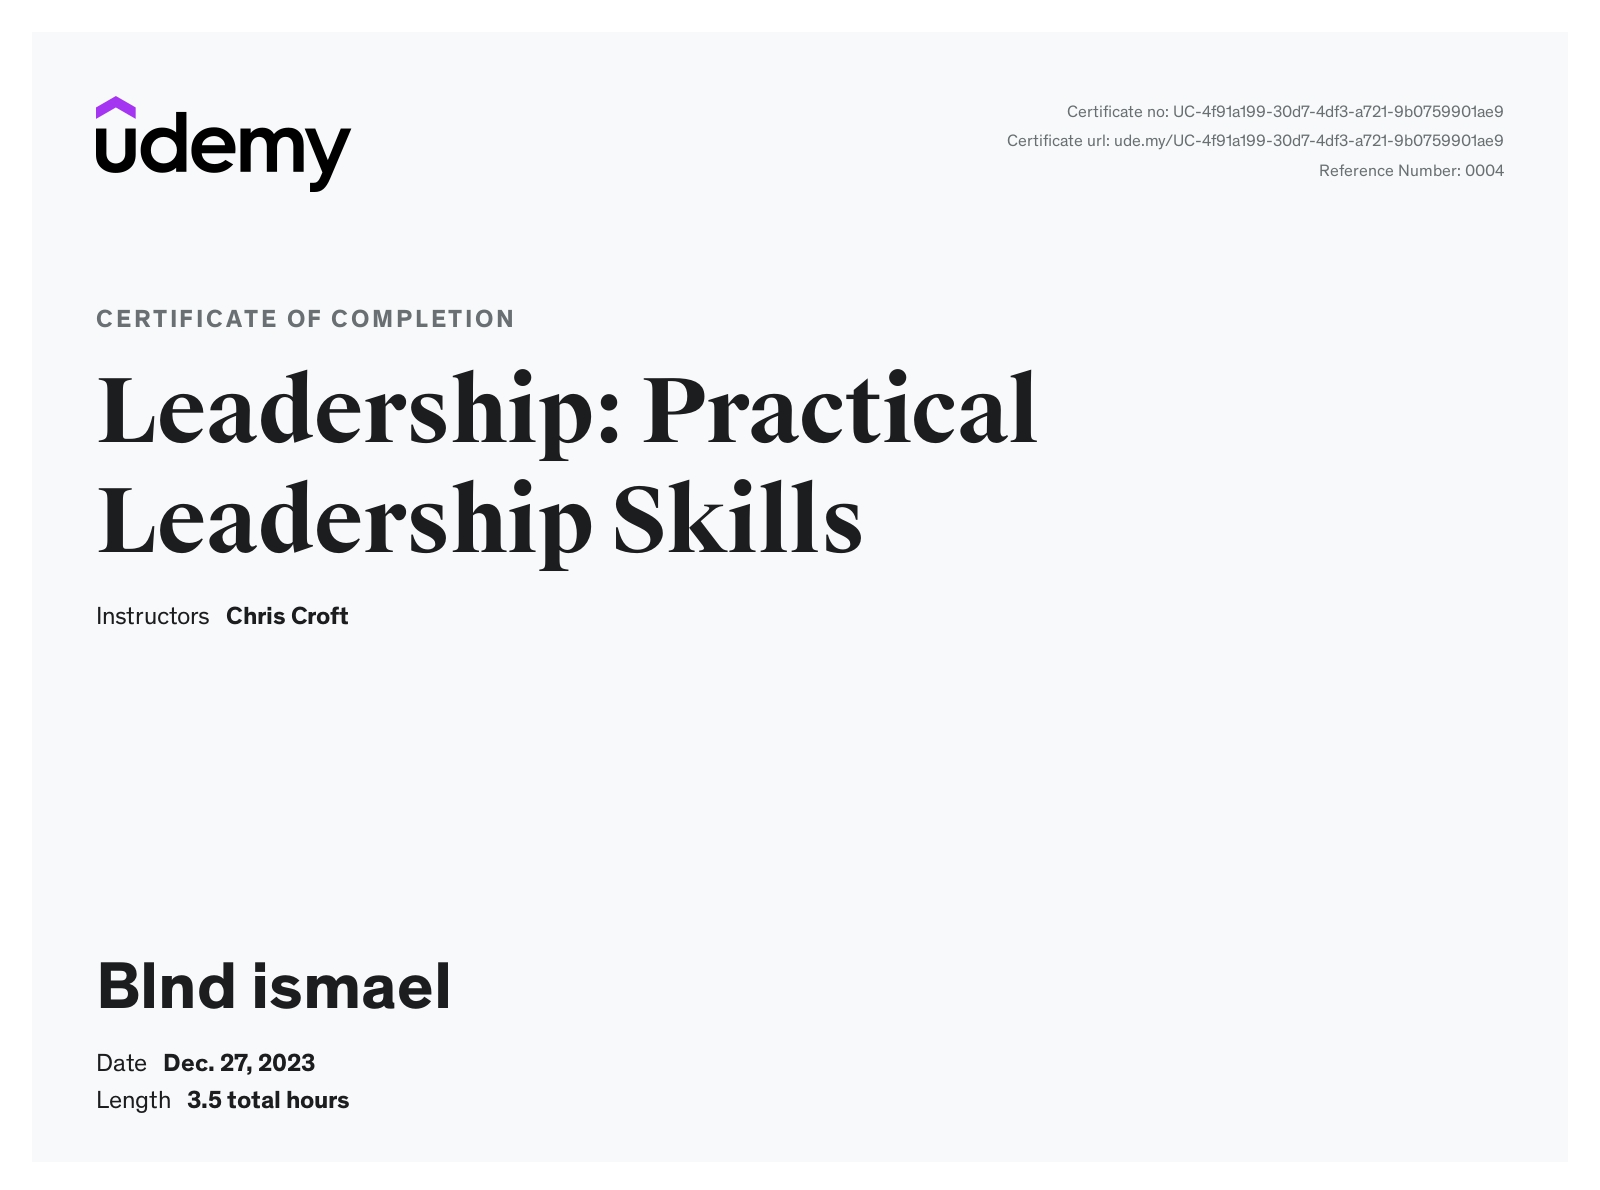 udemy
Certificate no: UC-4f91a199-30d7-4df3-a721-9b0759901ae9
Certificate url: ude.my/UC-4f91a199-30d7-4df3-a721-9b0759901ae9
Reference Number: 0004
CERTIFICATE OF COMPLETION
Leadership: Practical
Leadership Skills
Instructors Chris Croft
Blnd ismael
Date Dec. 27, 2023
Length 3.5 total hours